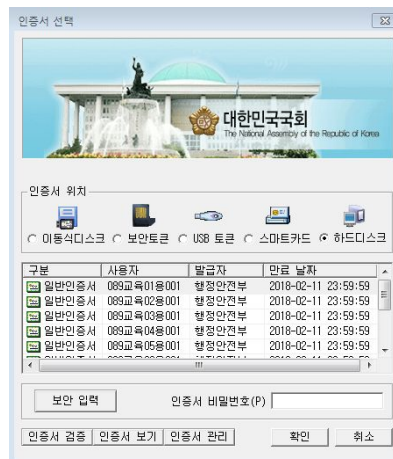 인증서 선택
대한민국국회
The National Assembly of the Republic of Korea
인증서 위치
이동식디스크 보안토큰 USB 토큰 스마트카드 하드디스크
구분 사용자 발급자 만료 날짜
일반인증서 089교육01용001 행정안전부 2018-02-11 23:59:59
일반인증서 089교육02용001 행정안전부 2018-02-11 23:59:59
일반인증서 089교육03용001 행정안전부 2018-02-11 23:59:59
일반인증서 089교육04용001 행정안전부 2018-02-11 23:59:59
일반인증서 089교육05용001 행정안전부 2018-02-11 23:59:59
보안 입력 인증서 비밀번호(P)
인증서 검증 인증서 보기 인증서 관리 확인 취소